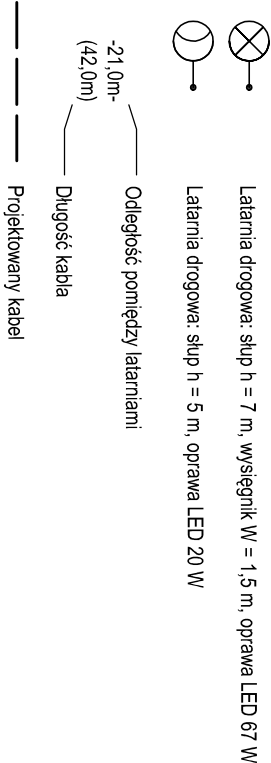 Latarnia drogowa: słup h = 7 m, wysięgnik W = 1,5 m, oprawa LED 67 W
Latarnia drogowa: słup h = 5 m, oprawa LED 20 W
Odległość pomiędzy latarniami
-21,0m-
(42,0m)
Długość kabla
Projektowany kabel